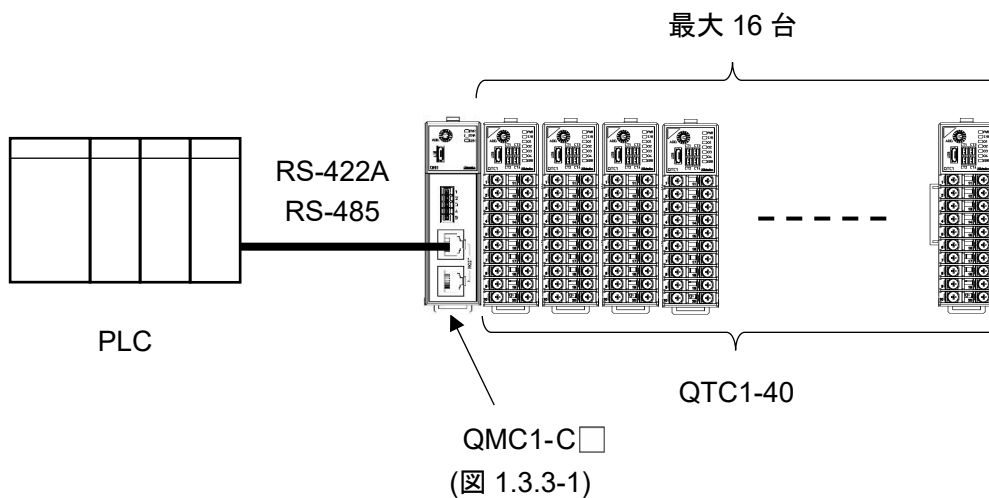 最大 16 台
RS-422A
RS-485
PLC
QTC1-40
QMC1-C□
(図 1.3.3-1)